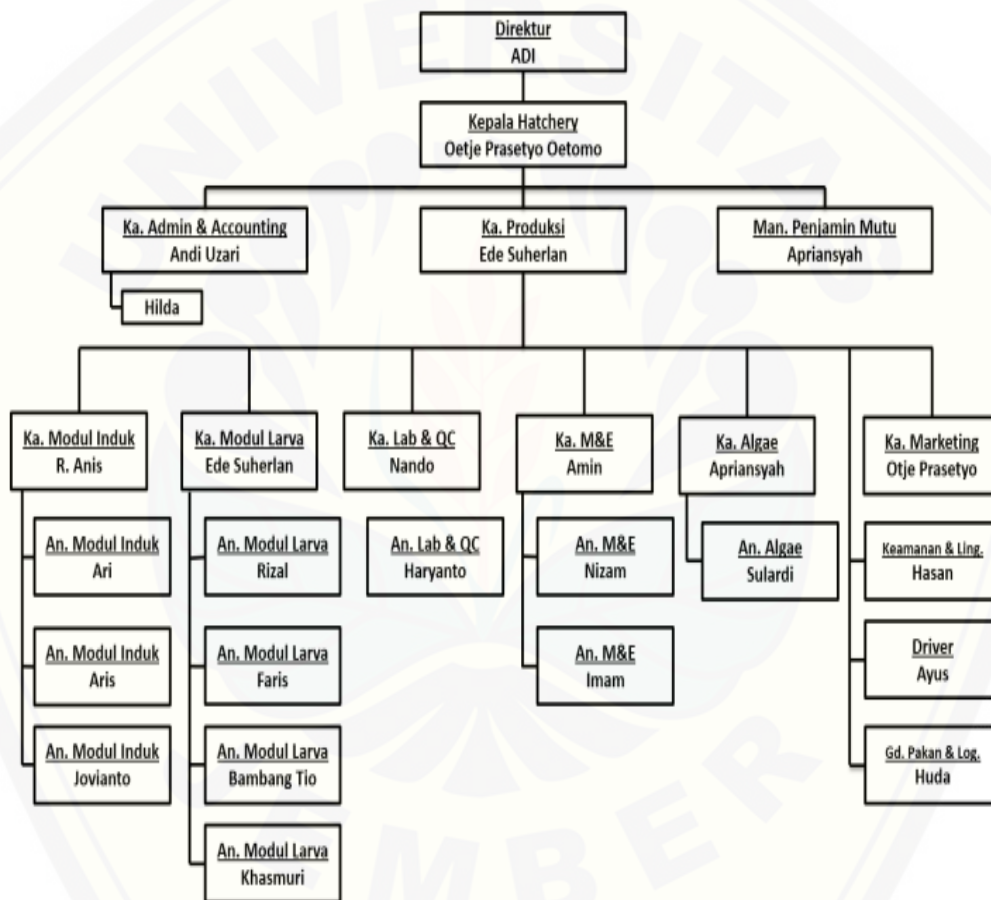 Direktur
ADI
Kepala Hatchery
Oetje Prasetyo Oetomo
Ka. Admin & Accounting
Andi Uzari
Hilda
Ka. Produksi
Ede Suherlan
Man. Penjamin Mutu
Apriansyah
Ka. Modul Induk
R. Anis
An. Modul Induk
Ari
An. Modul Induk
Aris
An. Modul Induk
Jovianto
Ka. Modul Larva
Ede Suherlan
An. Modul Larva
Rizal
An. Modul Larva
Faris
An. Modul Larva
Bambang Tio
An. Modul Larva
Khasmuri
Ka. Lab & QC
Nando
An. Lab & QC
Haryanto
Ka. M&E
Amin
An. M&E
Nizam
An. M&E
Imam
Ka. Algae
Apriansyah
An. Algae
Sulardi
Ka. Marketing
Otje Prasetyo
Keamanan & Ling.
Hasan
Driver
Ayus
Gd. Pakan & Log.
Huda
UNIVERSITAS
EMBER